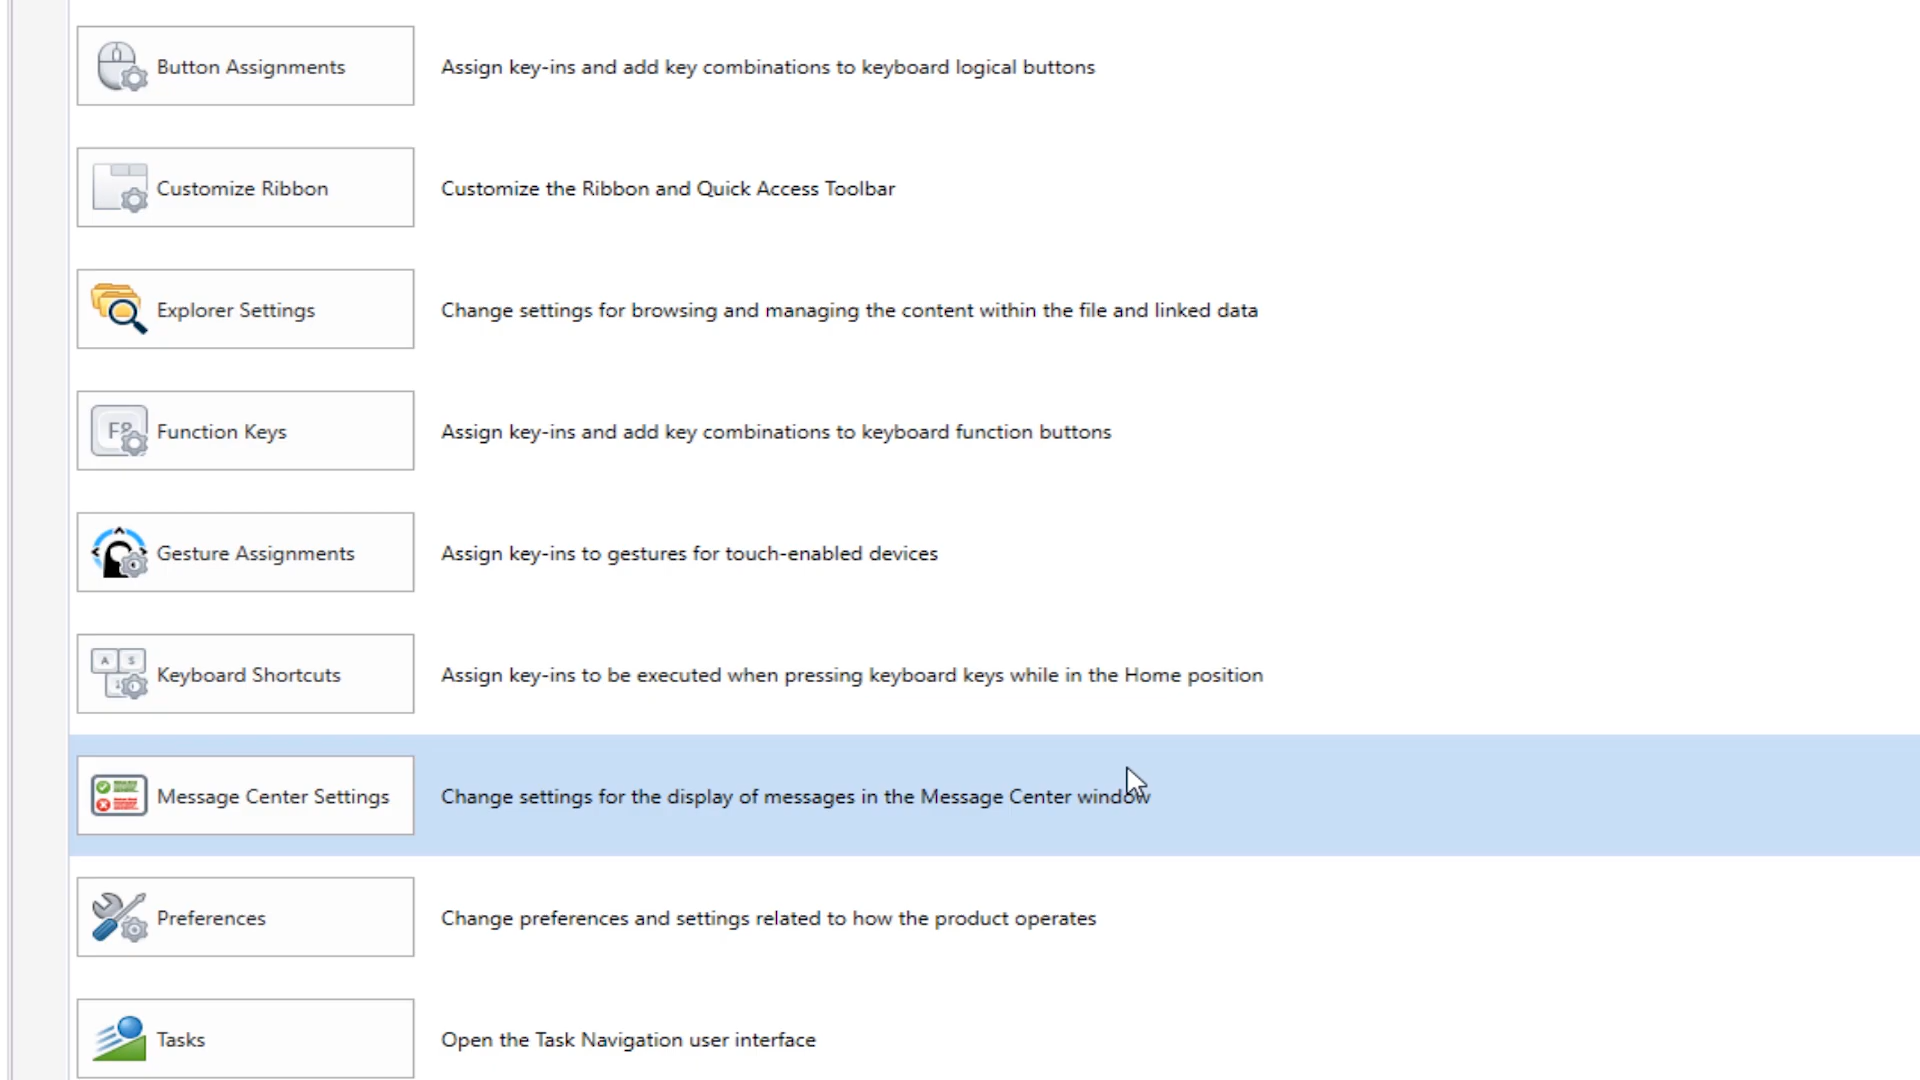 Button Assignments
Assign key-ins and add key combinations to keyboard logical buttons
Customize Ribbon
Customize the Ribbon and Quick Access Toolbar
Explorer Settings
Change settings for browsing and managing the content within the file and linked data
F8
Function Keys
Assign key-ins and add key combinations to keyboard function buttons
Gesture Assignments
Assign key-ins to gestures for touch-enabled devices
A S
Keyboard Shortcuts
Assign key-ins to be executed when pressing keyboard keys while in the Home position
Message Center Settings
Change settings for the display of messages in the Message Center window
Preferences
Change preferences and settings related to how the product operates
Tasks
Open the Task Navigation user interface